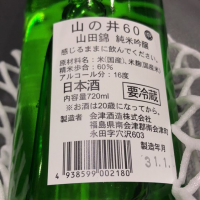 山の井60
山田錦 純米吟醸
感じるままに飲んでください。
原材料名:米(国産)、米麹(国産米)
精米歩合:60%
アルコール分:16度
日本酒
要冷蔵
内容量720ml
※お酒は20歳になってから。
製造者:会津酒造株式会社
福島県南会津郡南会津町
永田字穴沢603
製造年月
31.1.
4938599002180